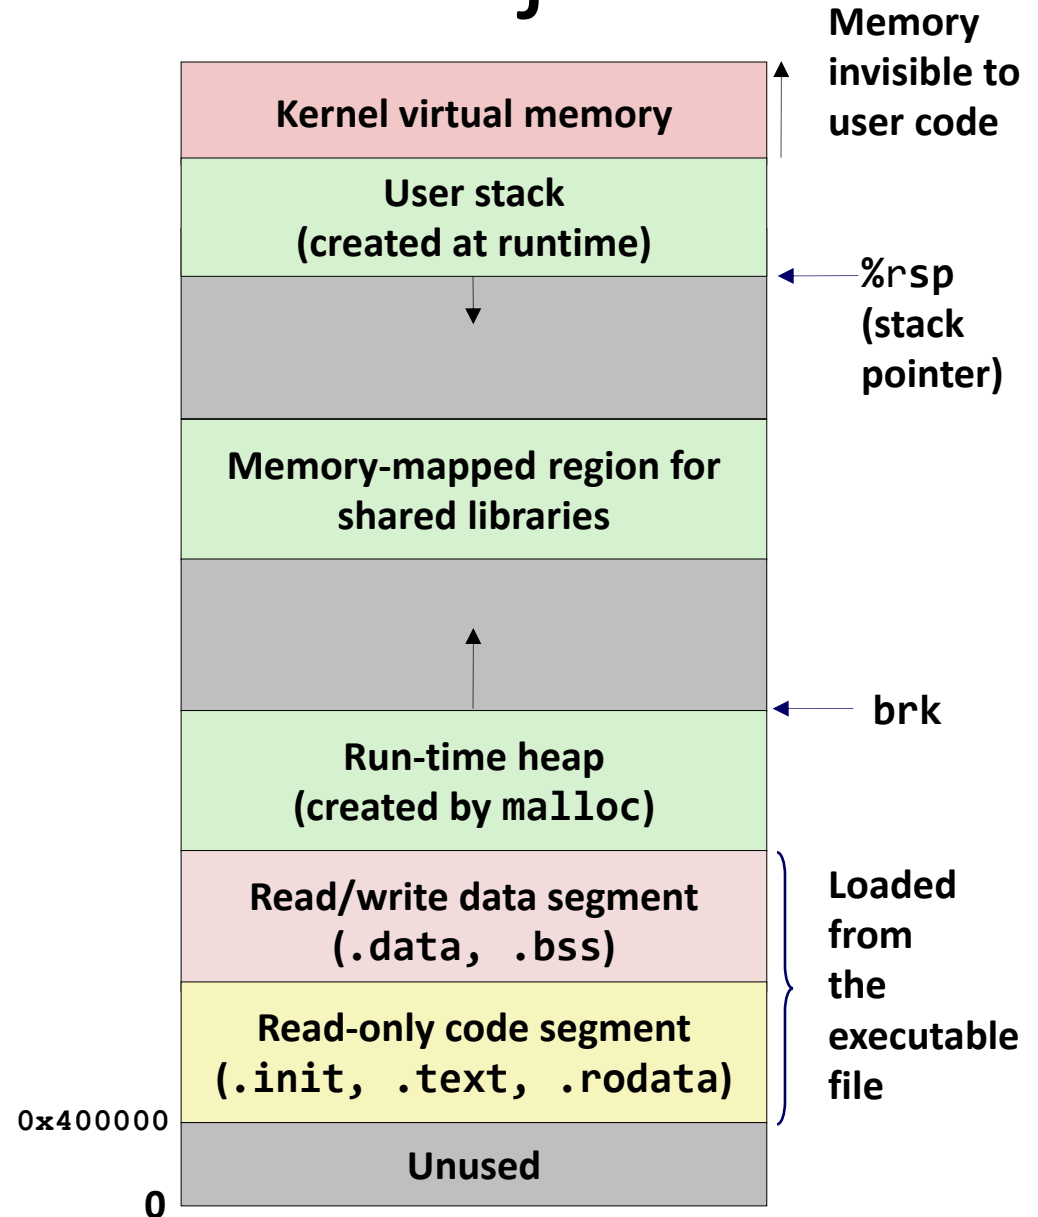 Memory
invisible to
user code
Kernel virtual memory
User stack
(created at runtime)
%rsp
(stack
pointer)
Memory-mapped region for
shared libraries
brk
Run-time heap
(created by malloc)
Read/write data segment
(.data, .bss)
Loaded
from
the
executable
file
Read-only code segment
(.init, .text, .rodata)
0x400000
Unused
0